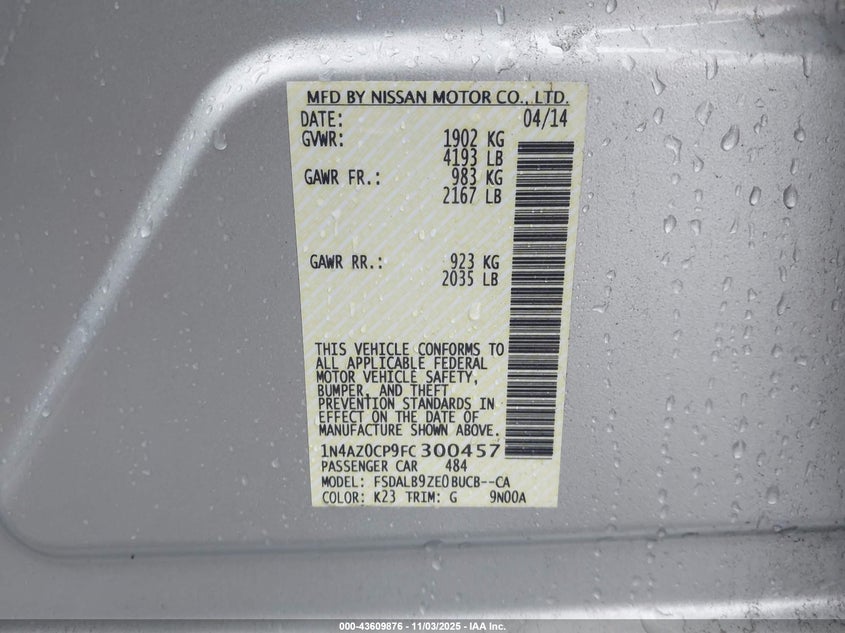 MFD BY NISSAN MOTOR CO., LTD.
DATE: 04/14
GVWR: 1902 KG
4193 LB
GAWR FR.: 983 KG
2167 LB
GAWR RR.: 923 KG
2035 LB
THIS VEHICLE CONFORMS TO
ALL APPLICABLE FEDERAL
MOTOR VEHICLE SAFETY,
BUMPER, AND THEFT
PREVENTION STANDARDS IN
EFFECT ON THE DATE OF
MANUFACTURE SHOWN ABOVE.
1N4AZ0CP9FC300457
PASSENGER CAR 484
MODEL: FSDALB9ZE0BUCB--CA
COLOR: K23 TRIM: G 9N00A
000-43609876 - 11/03/2025 - IAA Inc.